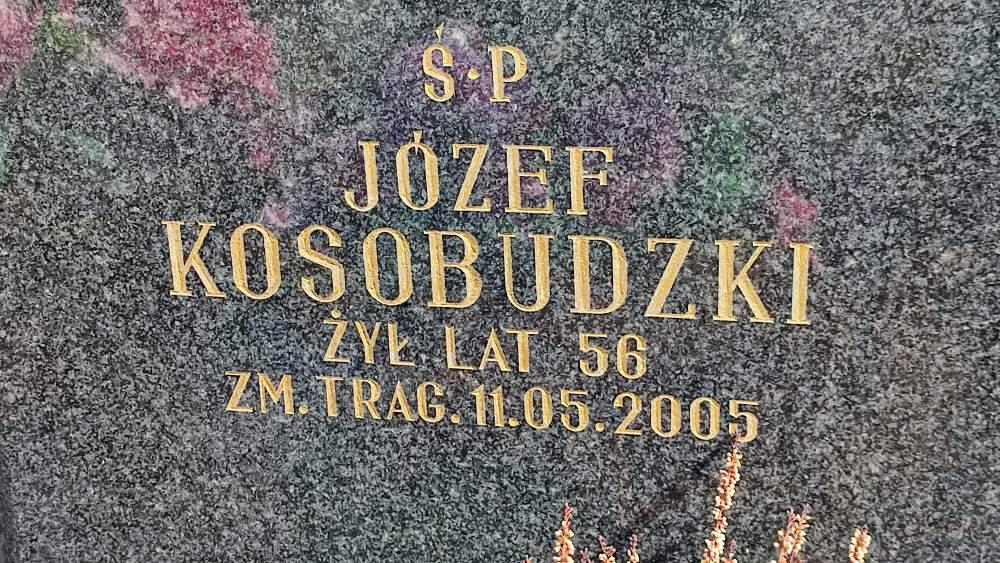 Ś·P
JÓZEF
KOSOBUDZKI
ŻYŁ LAT 56
ZM. TRAG. 11.05.2005